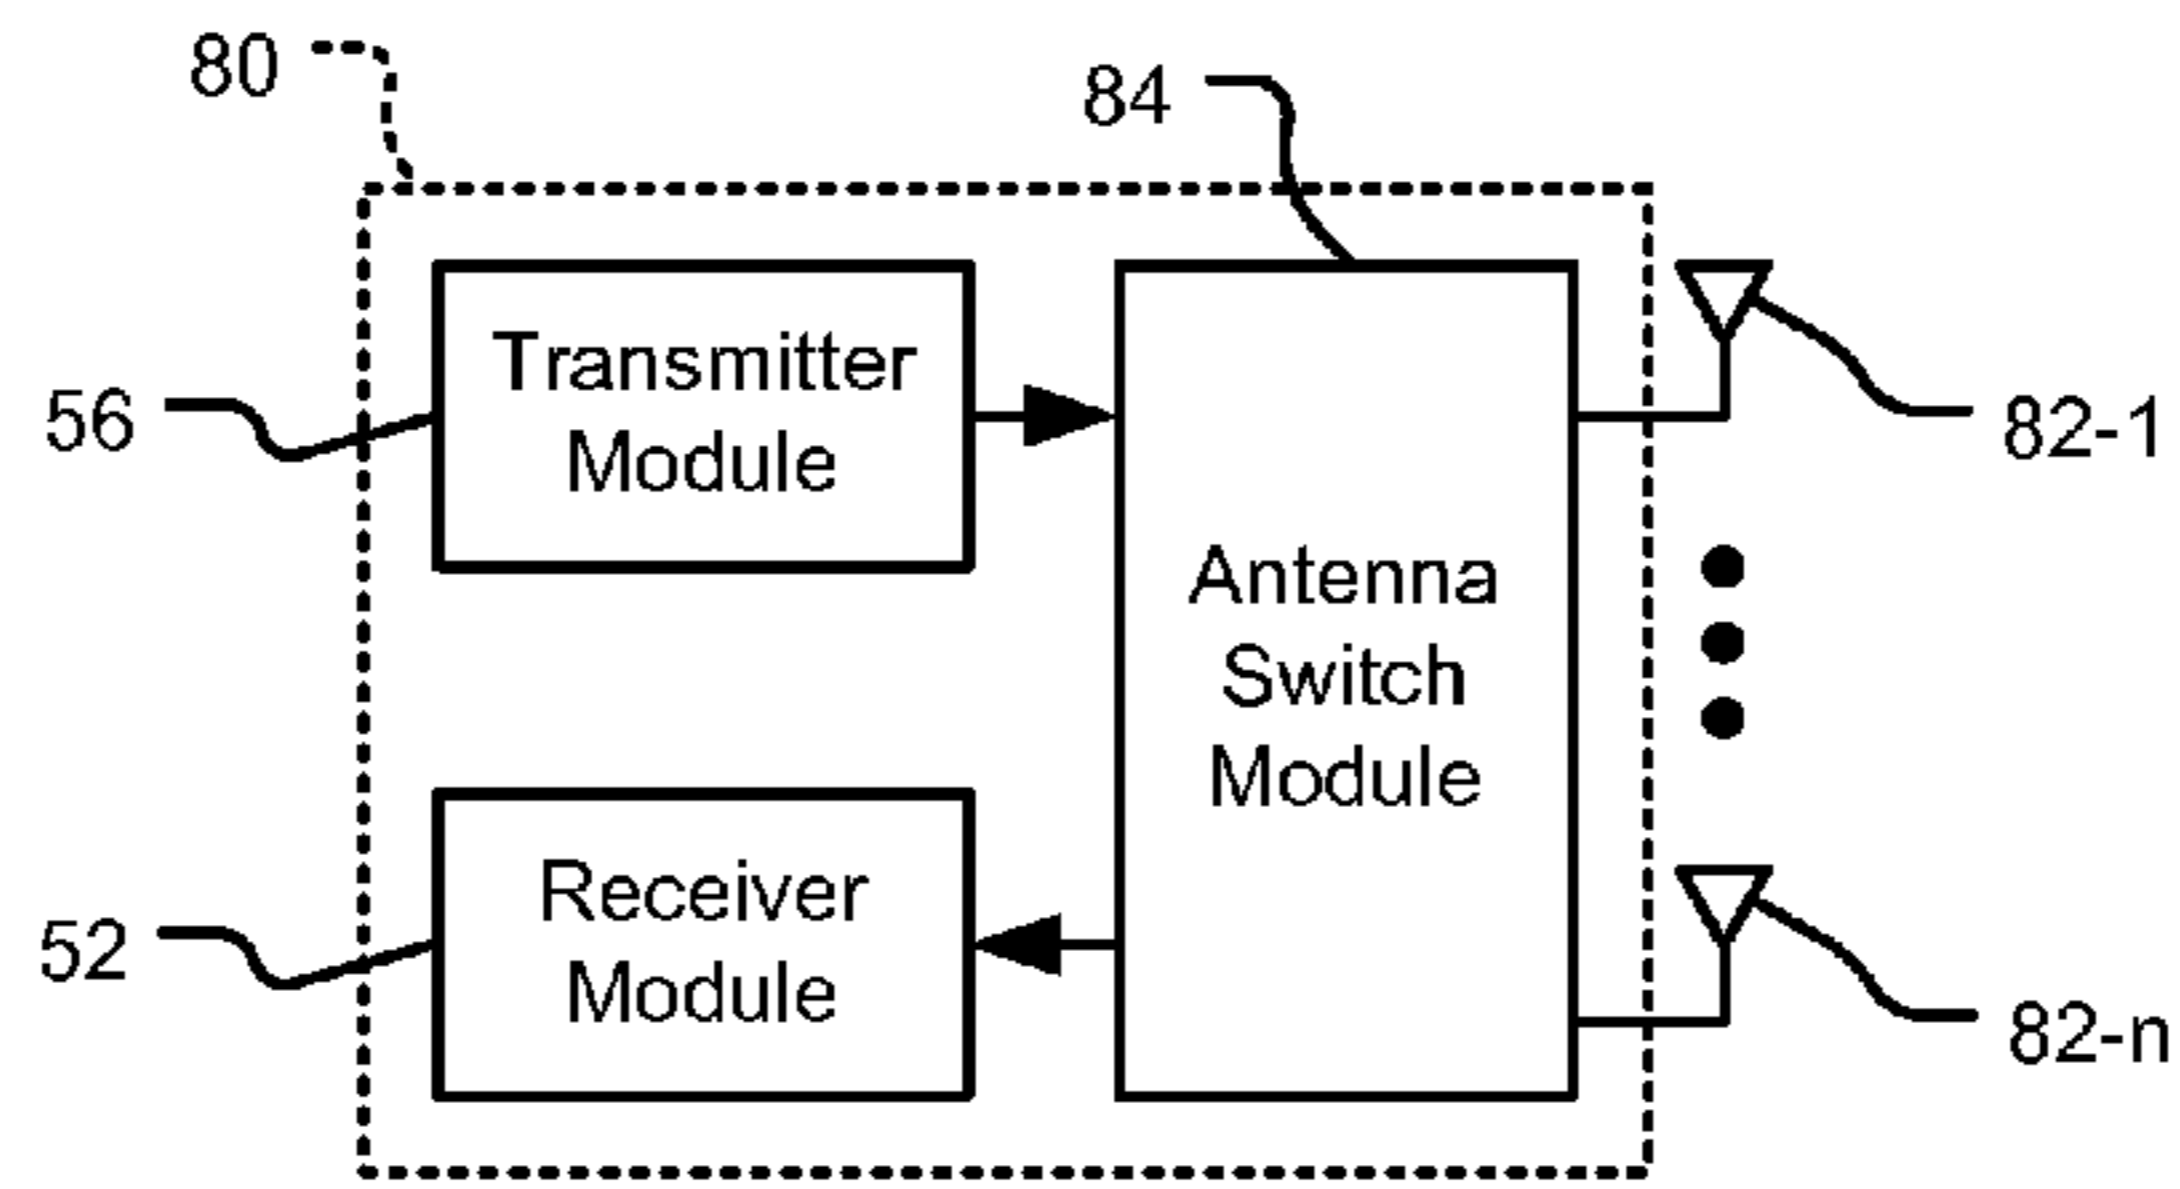 80
84
Transmitter
Module
56
82-1
Antenna
Switch
Module
Receiver
Module
52
82-n